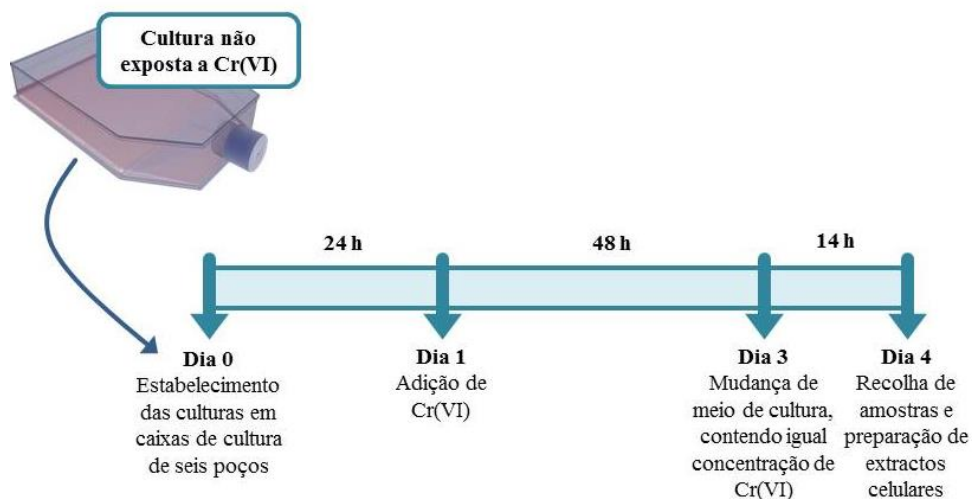 Cultura não
exposta a Cr(VI)
24 h
48 h
14 h
Dia 0
Estabelecimento
das culturas em
caixas de cultura
de seis poços
Dia 1
Adição de
Cr(VI)
Dia 3
Mudança de
meio de cultura,
contendo igual
concentração de
Cr(VI)
Dia 4
Recolha de
amostras e
preparação de
extractos
celulares